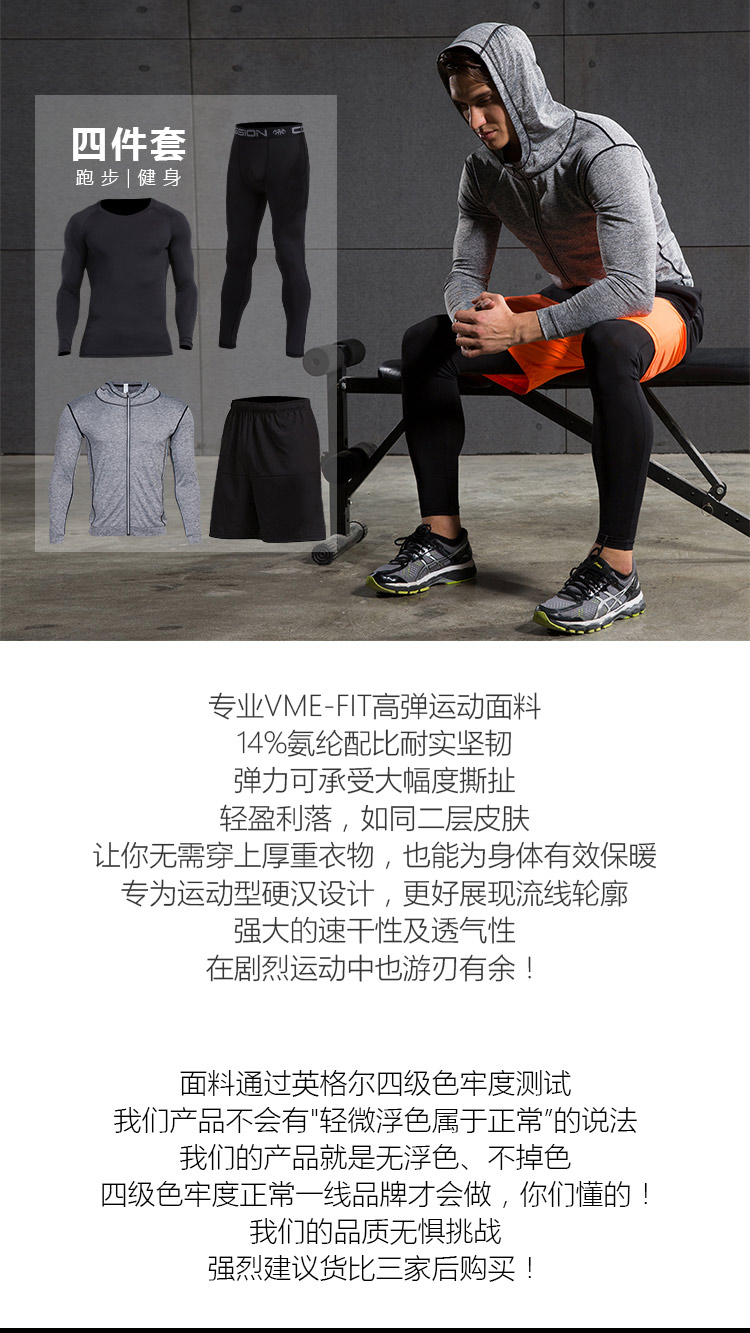 四件套
跑步|健身
SION
CO
专业VME-FIT高弹运动面料
14%氨纶配比耐实坚韧
弹力可承受大幅度撕扯
轻盈利落，如同二层皮肤
让你无需穿上厚重衣物，也能为身体有效保暖
专为运动型硬汉设计，更好展现流线轮廓
强大的速干性及透气性
在剧烈运动中也游刃有余！
面料通过英格尔四级色牢度测试
我们产品不会有"轻微浮色属于正常”的说法
我们的产品就是无浮色、不掉色
四级色牢度正常一线品牌才会做，你们懂的！
我们的品质无惧挑战
强烈建议货比三家后购买！